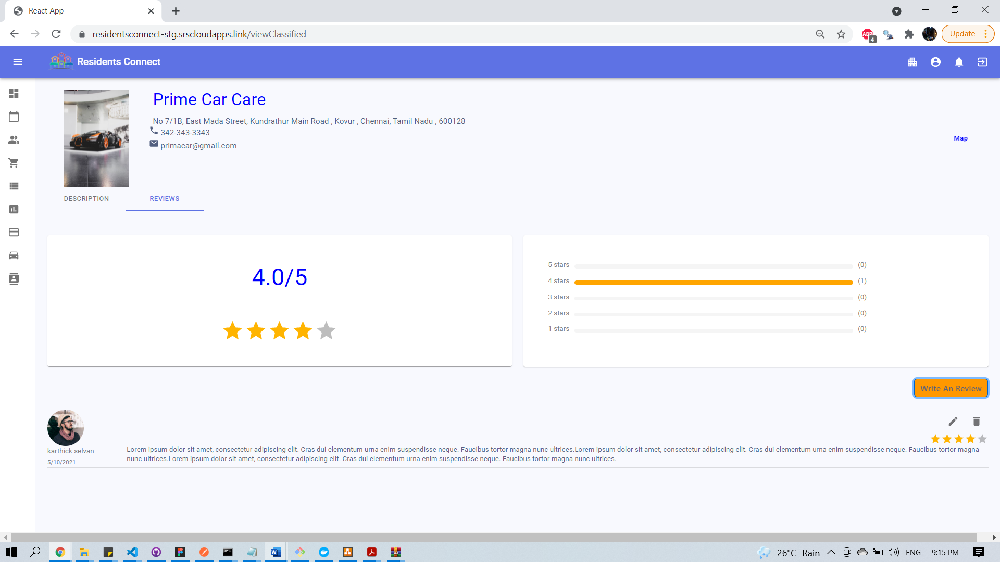 React App
residentsconnect-stg.srscloudapps.link/viewClassified
ABP
4
Update
Residents Connect
Prime Car Care
No 7/1B, East Mada Street, Kundrathur Main Road , Kovur , Chennai, Tamil Nadu , 600128
342-343-3343
primacar@gmail.com
Map
DESCRIPTION
REVIEWS
4.0/5
5 stars (0)
4 stars (1)
3 stars (0)
2 stars (0)
1 stars (0)
Write An Review
karthick selvan
5/10/2021
Lorem ipsum dolor sit amet, consectetur adipiscing elit. Cras dui elementum urna enim suspendisse neque. Faucibus tortor magna nunc ultrices.Lorem ipsum dolor sit amet, consectetur adipiscing elit. Cras dui elementum urna enim suspendisse neque. Faucibus tortor magna
nunc ultrices.Lorem ipsum dolor sit amet, consectetur adipiscing elit. Cras dui elementum urna enim suspendisse neque. Faucibus tortor magna nunc ultrices.
26°C Rain
ENG
9:15 PM